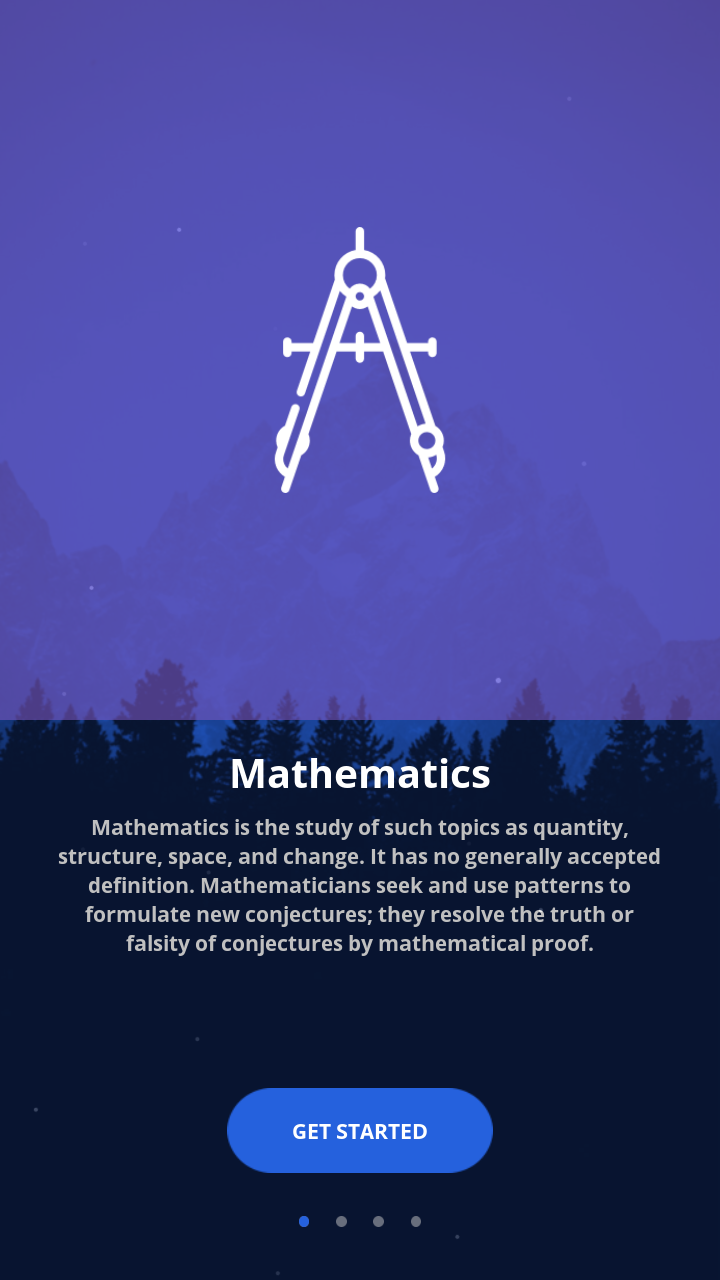 Mathematics
Mathematics is the study of such topics as quantity,
structure, space, and change. It has no generally accepted
definition. Mathematicians seek and use patterns to
formulate new conjectures; they resolve the truth or
falsity of conjectures by mathematical proof.
GET STARTED